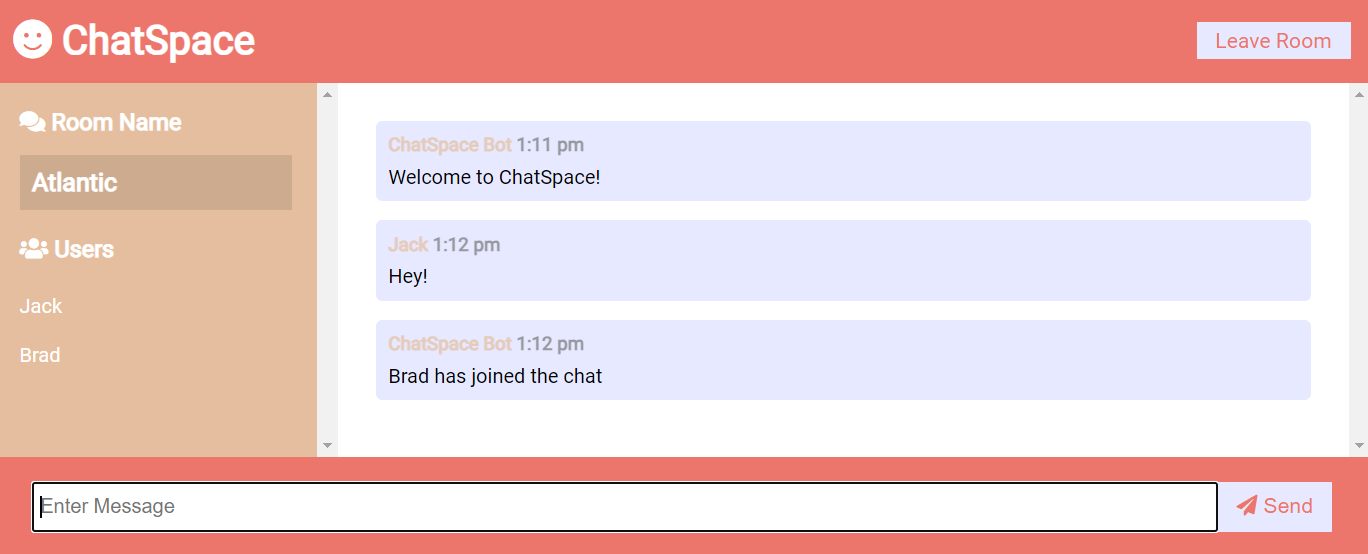 ChatSpace
Leave Room
Room Name
Atlantic
Users
Jack
Brad
ChatSpace Bot 1:11 pm
Welcome to ChatSpace!
Jack 1:12 pm
Hey!
ChatSpace Bot 1:12 pm
Brad has joined the chat
Enter Message
Send